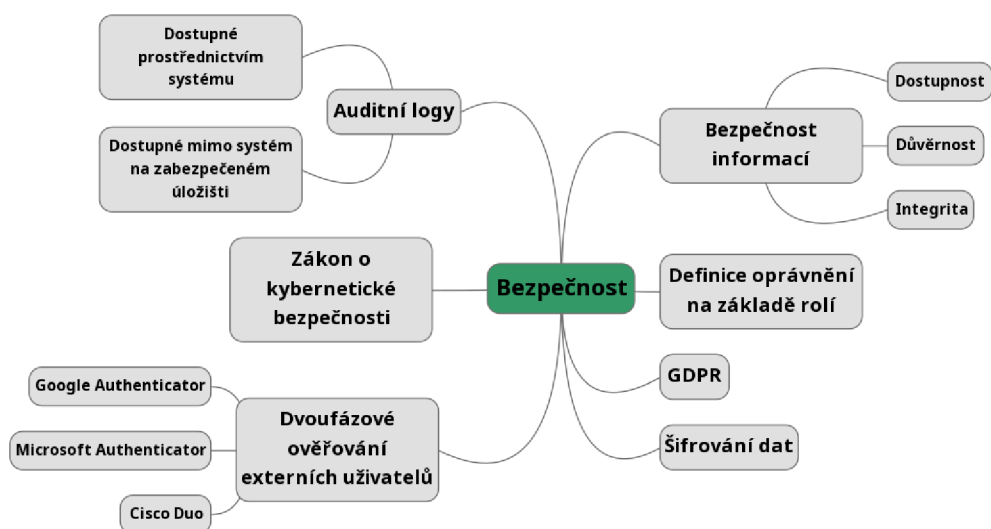 Dostupné
prostřednictvím
systému
Auditní logy
Dostupné mimo systém
na zabezpečeném
úložišti
Zákon o
kybernetické
bezpečnosti
Google Authenticator
Microsoft Authenticator
Cisco Duo
Dvoufázové
ověřování
externích uživatelů
Bezpečnost
Bezpečnost
informací
Dostupnost
Důvěrnost
Integrita
Definice oprávnění
na základě rolí
GDPR
Šifrování dat